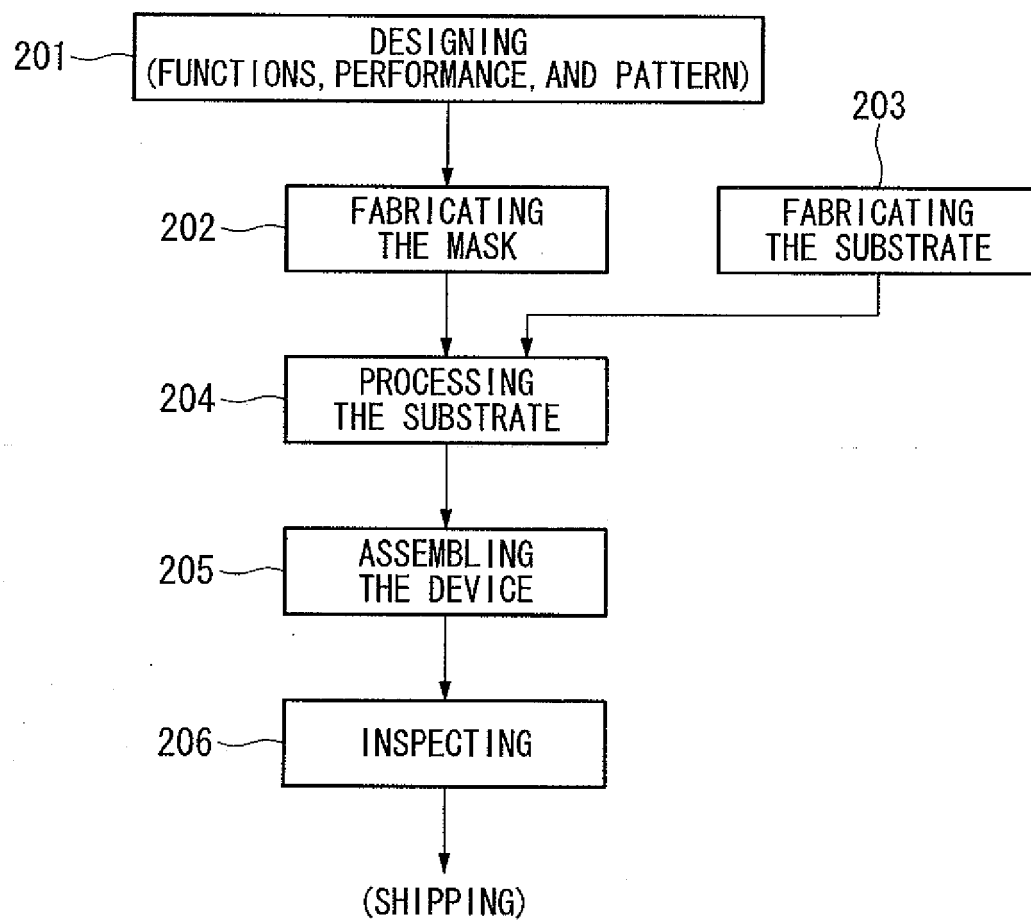 201
DESIGNING
(FUNCTIONS, PERFORMANCE, AND PATTERN)
203
202
FABRICATING
THE MASK
FABRICATING
THE SUBSTRATE
204
PROCESSING
THE SUBSTRATE
205
ASSEMBLING
THE DEVICE
206
INSPECTING
(SHIPPING)